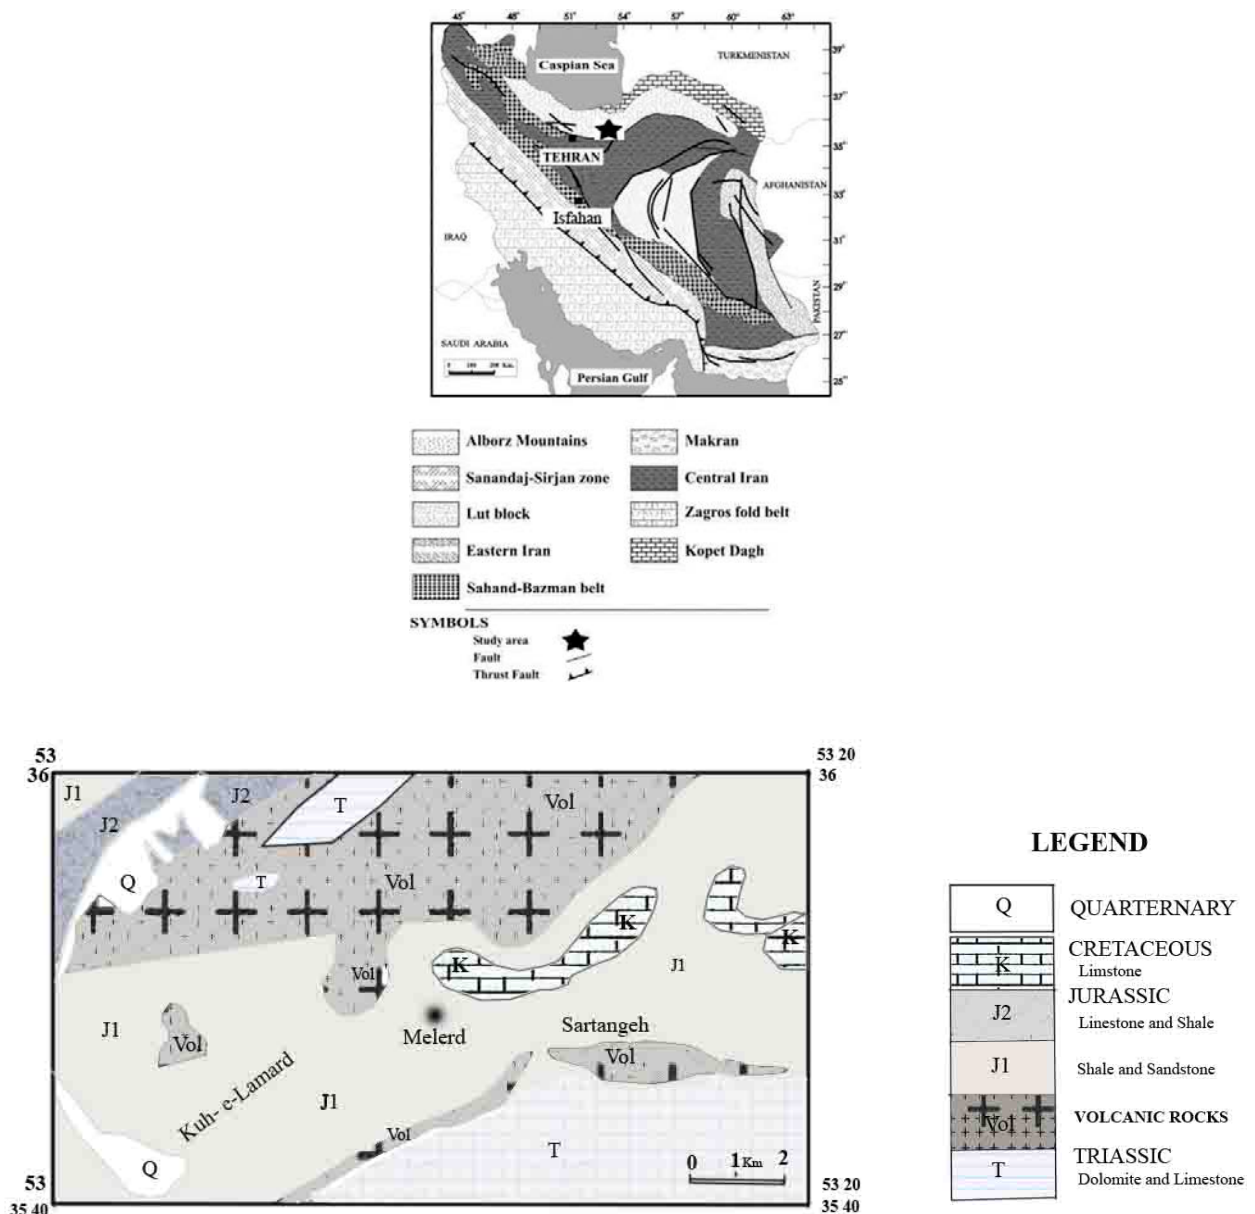 45° 48° 51° 54° 57° 60° 63°
39°
TURKMENISTAN
Caspian Sea
37°
35°
TEHRAN
AFGHANISTAN
33°
Isfahan
IRAQ
31°
29°
PAKISTAN
27°
SAUDI ARABIA
0 100 200 Km.
Persian Gulf
25°
Alborz Mountains
Makran
Sanandaj-Sirjan zone
Central Iran
Lut block
Zagros fold belt
Eastern Iran
Kopet Dagh
Sahand-Bazman belt
SYMBOLS
Study area
Fault
Thrust Fault
53
36
53 20
36
J1
J2
T
Vol
J2
Q
T
Vol
K
K
K
Vol
J1
J1
Vol
Melerd
Sartangeh
Vol
Kuh- e-Lamard
J1
Vol
T
Q
0 1 Km 2
53
35 40
53 20
35 40
LEGEND
Q QUARTERNARY
K CRETACEOUS
Limstone
J2 JURASSIC
Linestone and Shale
J1 Shale and Sandstone
Vol VOLCANIC ROCKS
T TRIASSIC
Dolomite and Limestone